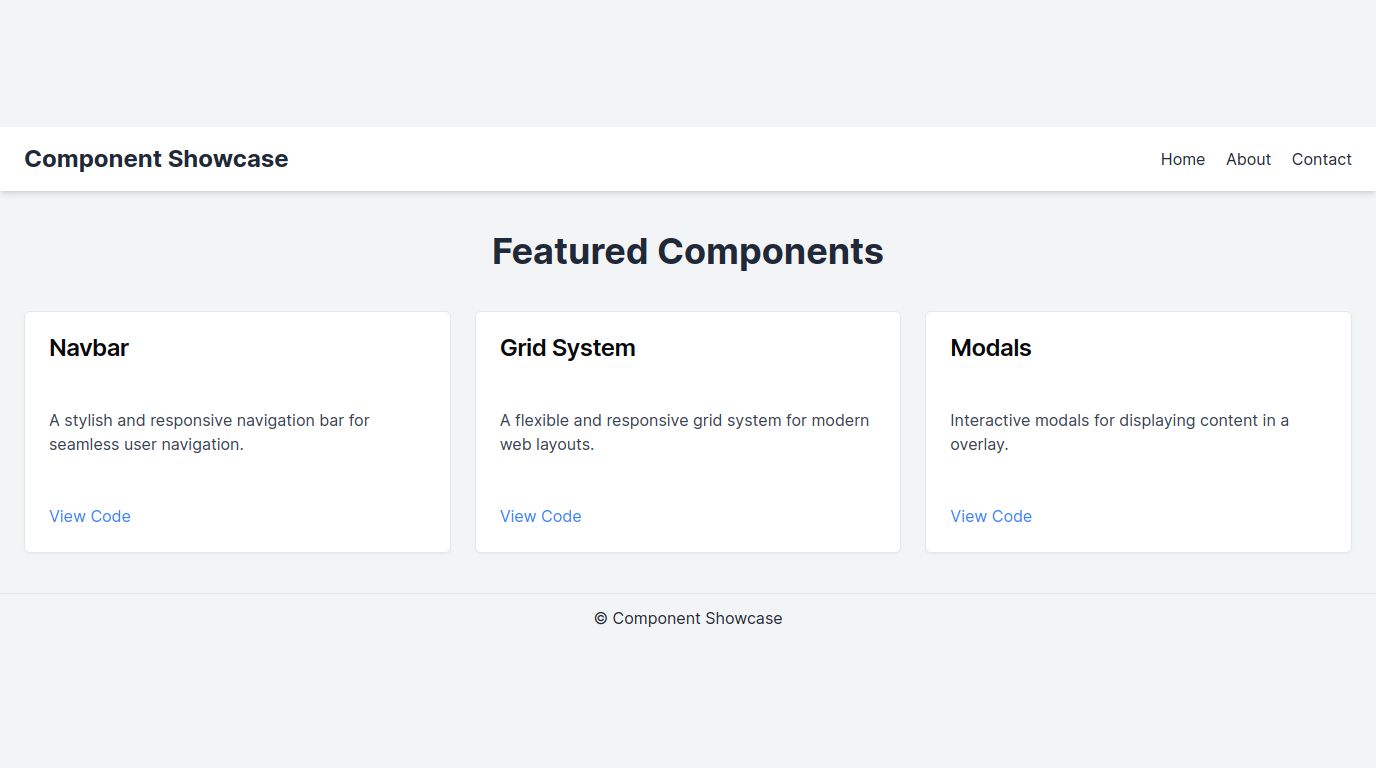 Component Showcase
Home About Contact
Featured Components
Navbar
A stylish and responsive navigation bar for
seamless user navigation.
View Code
Grid System
A flexible and responsive grid system for modern
web layouts.
View Code
Modals
Interactive modals for displaying content in a
overlay.
View Code
© Component Showcase